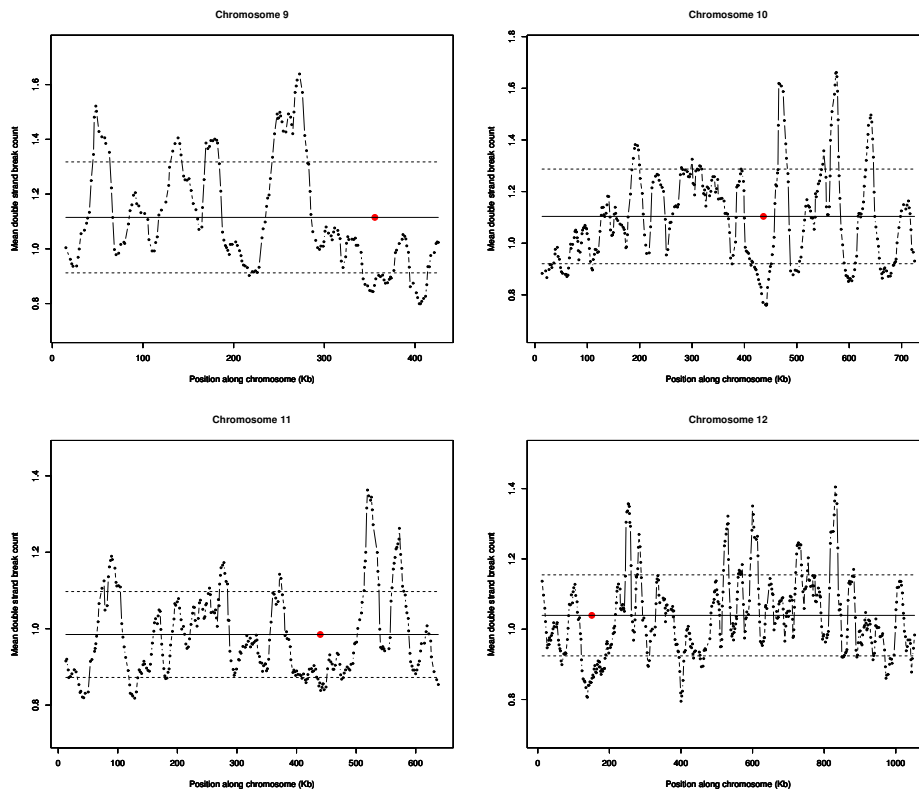 Chromosome 9
Mean double strand break count
0.8 1.0 1.2 1.4 1.6
0 100 200 300 400
Position along chromosome (Kb)
Chromosome 10
Mean double strand break count
0.8 1.0 1.2 1.4 1.6 1.8
0 100 200 300 400 500 600 700
Position along chromosome (Kb)
Chromosome 11
Mean double strand break count
0.8 1.0 1.2 1.4
0 100 200 300 400 500 600
Position along chromosome (Kb)
Chromosome 12
Mean double strand break count
0.8 1.0 1.2 1.4
0 200 400 600 800 1000
Position along chromosome (Kb)